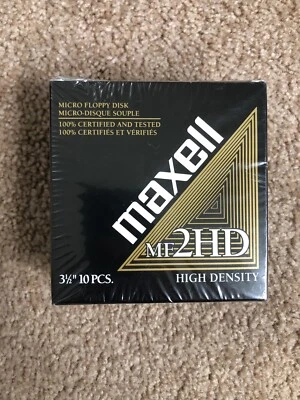 MICRO FLOPPY DISK
MICRO-DISQUE SOUPLE
100% CERTIFIED AND TESTED
100% CERTIFIÉS ET VÉRIFIÉS
maxell
MF2HD
3½" 10 PCS.
HIGH DENSITY